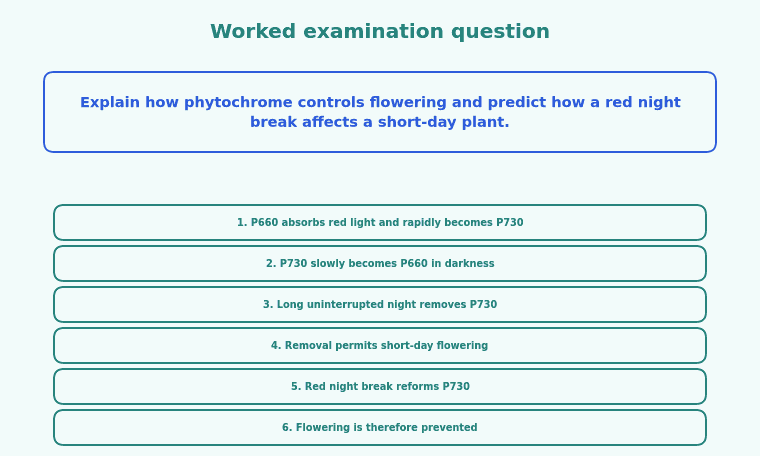 Worked examination question
Explain how phytochrome controls flowering and predict how a red night
break affects a short-day plant.
1. P660 absorbs red light and rapidly becomes P730
2. P730 slowly becomes P660 in darkness
3. Long uninterrupted night removes P730
4. Removal permits short-day flowering
5. Red night break reforms P730
6. Flowering is therefore prevented